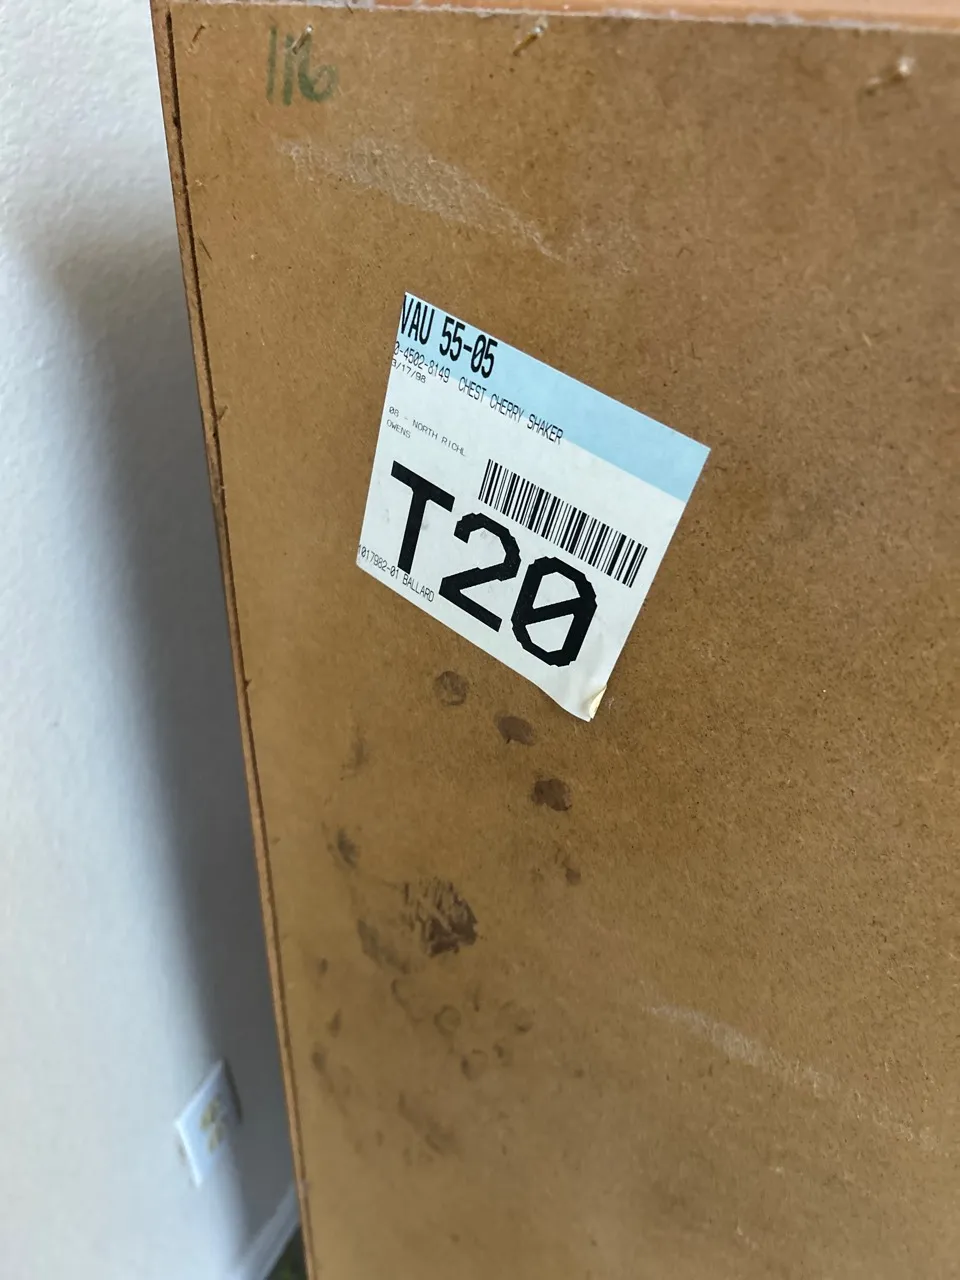 116
VAU 55-05
0-4502-8149 CHEST CHERRY SHAKER
3/17/98
08 - NORTH RICHL
OWENS
T20
1017982-01 BALLARD